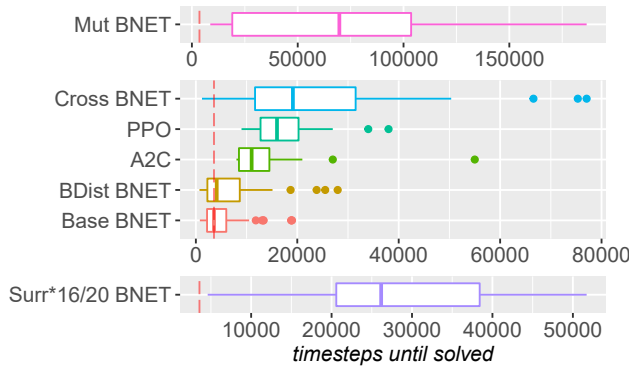 Mut BNET
0 50000 100000 150000
Cross BNET
PPO
A2C
BDist BNET
Base BNET
0 20000 40000 60000 80000
Surr*16/20 BNET
10000 20000 30000 40000 50000
timesteps until solved